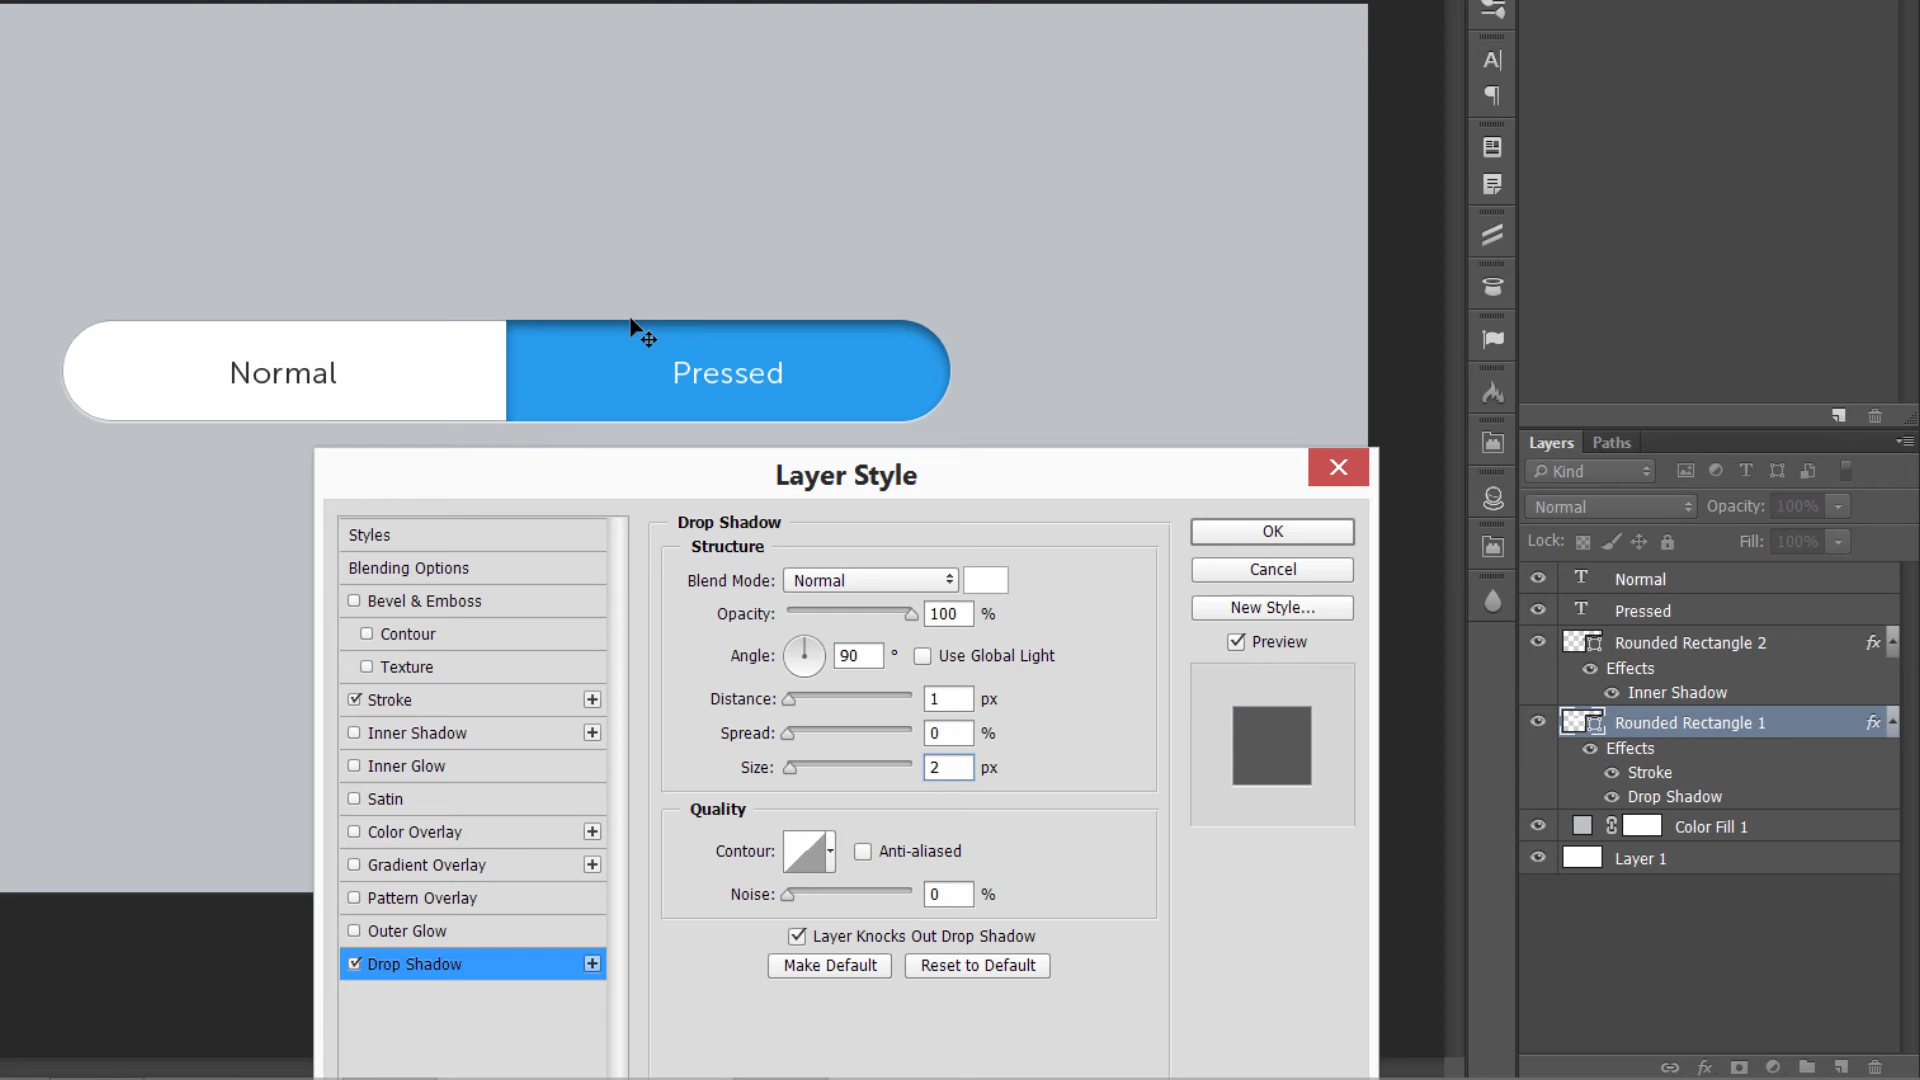 Normal
Pressed
Layer Style
Styles
Blending Options
Bevel & Emboss
Contour
Texture
Stroke
Inner Shadow
Inner Glow
Satin
Color Overlay
Gradient Overlay
Pattern Overlay
Outer Glow
Drop Shadow
Drop Shadow
Structure
Blend Mode: Normal
Opacity: 100 %
Angle: 90 ° Use Global Light
Distance: 1 px
Spread: 0 %
Size: 2 px
Quality
Contour: Anti-aliased
Noise: 0 %
Layer Knocks Out Drop Shadow
Make Default Reset to Default
OK
Cancel
New Style...
Preview
Layers Paths
Kind
Normal Opacity: 100%
Lock: Fill: 100%
T Normal
T Pressed
Rounded Rectangle 2 fx
Effects
Inner Shadow
Rounded Rectangle 1 fx
Effects
Stroke
Drop Shadow
Color Fill 1
Layer 1
fx